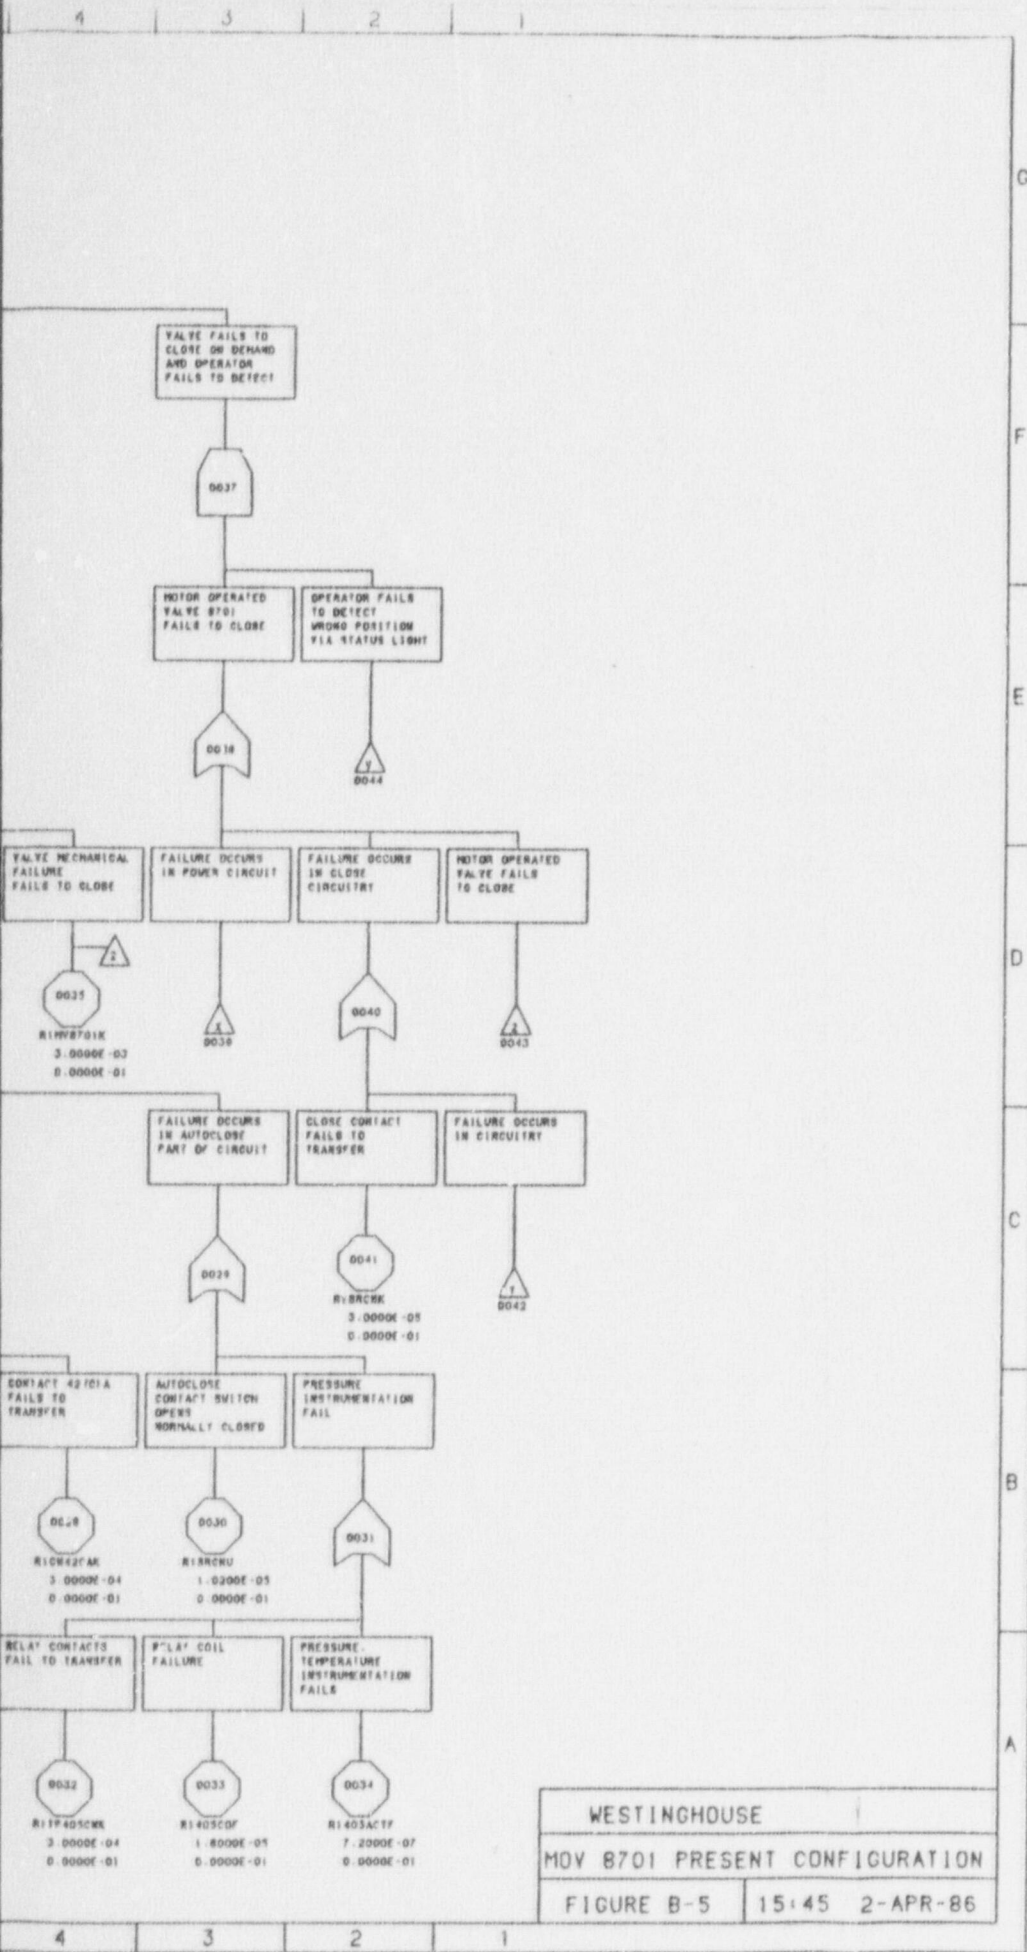 4 3 2 1
G
VALVE FAILS TO
CLOSE ON DEMAND
AND OPERATOR
FAILS TO DETECT
F
0037
MOTOR OPERATED
VALVE 8701
FAILS TO CLOSE
OPERATOR FAILS
TO DETECT
WRONG POSITION
VIA STATUS LIGHT
E
0038
V
0044
VALVE MECHANICAL
FAILURE
FAILS TO CLOSE
FAILURE OCCURS
IN POWER CIRCUIT
FAILURE OCCURS
IN CLOSE
CIRCUITRY
MOTOR OPERATED
VALVE FAILS
TO CLOSE
D
Z
0035
R1MV8701K
3.0000E-03
0.0000E-01
0039
0040
Z
0043
FAILURE OCCURS
IN AUTOCLOSE
PART OF CIRCUIT
CLOSE CONTACT
FAILS TO
TRANSFER
FAILURE OCCURS
IN CIRCUITRY
C
0029
0041
3.0000E-05
0.0000E-01
0042
CONTACT 42(C)A
FAILS TO
TRANSFER
AUTOCLOSE
CONTACT SWITCH
OPENS
NORMALLY CLOSED
PRESSURE
INSTRUMENTATION
FAIL
B
0028
R1CN42CAK
3.0000E-04
0.0000E-01
0030
R1BRCNU
1.0200E-05
0.0000E-01
0031
RELAY CONTACTS
FAIL TO TRANSFER
RELAY COIL
FAILURE
PRESSURE-
TEMPERATURE
INSTRUMENTATION
FAILS
A
0032
3.0000E-04
0.0000E-01
0033
R1405COF
1.8000E-05
0.0000E-01
0034
R1403ACTF
7.2000E-07
0.0000E-01
WESTINGHOUSE
MOV 8701 PRESENT CONFIGURATION
FIGURE B-5 15:45 2-APR-86
4 3 2 1